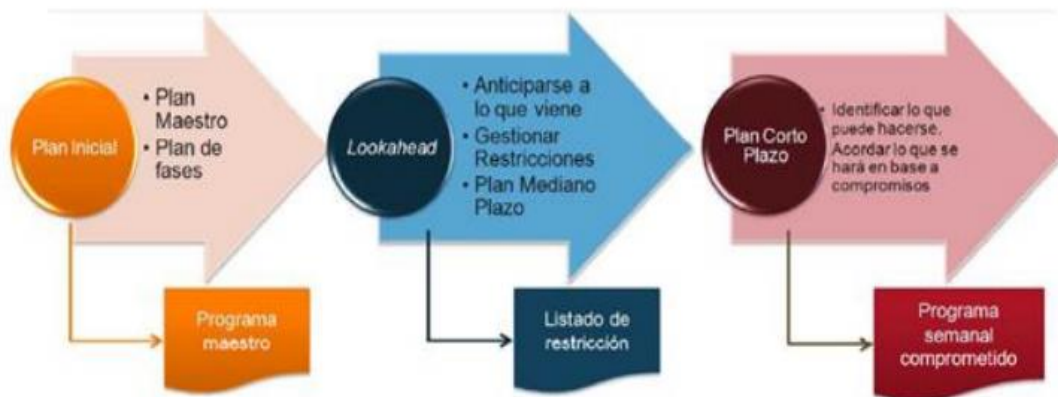 Plan Inicial
• Plan
Maestro
• Plan de
fases
Programa
maestro
Lookahead
• Anticiparse a
lo que viene
• Gestionar
Restricciones
• Plan Mediano
Plazo
Listado de
restricción
Plan Corto
Plazo
• Identificar lo que
puede hacerse.
Acordar lo que se
hará en base a
compromisos
Programa
semanal
comprometido